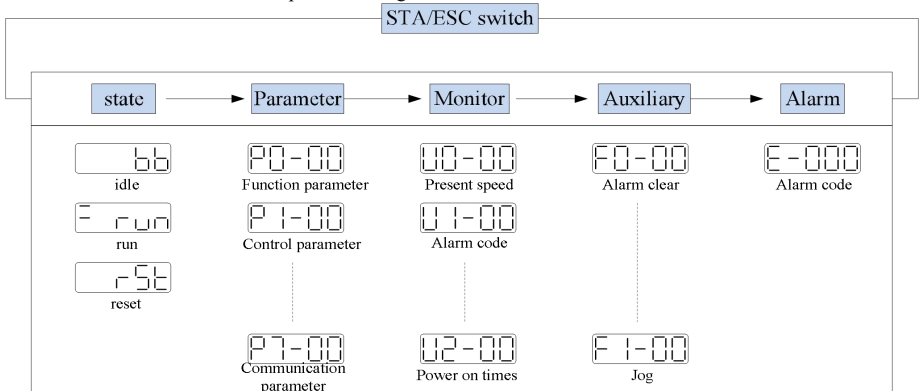 STA/ESC switch
state Parameter Monitor Auxiliary Alarm
bb P0-00 U0-00 F0-00 E-000
idle Function parameter Present speed Alarm clear Alarm code
run P1-00 U1-00
run Control parameter Alarm code
rSt
reset
P7-00 U2-00 F1-00
Communication parameter Power on times Jog